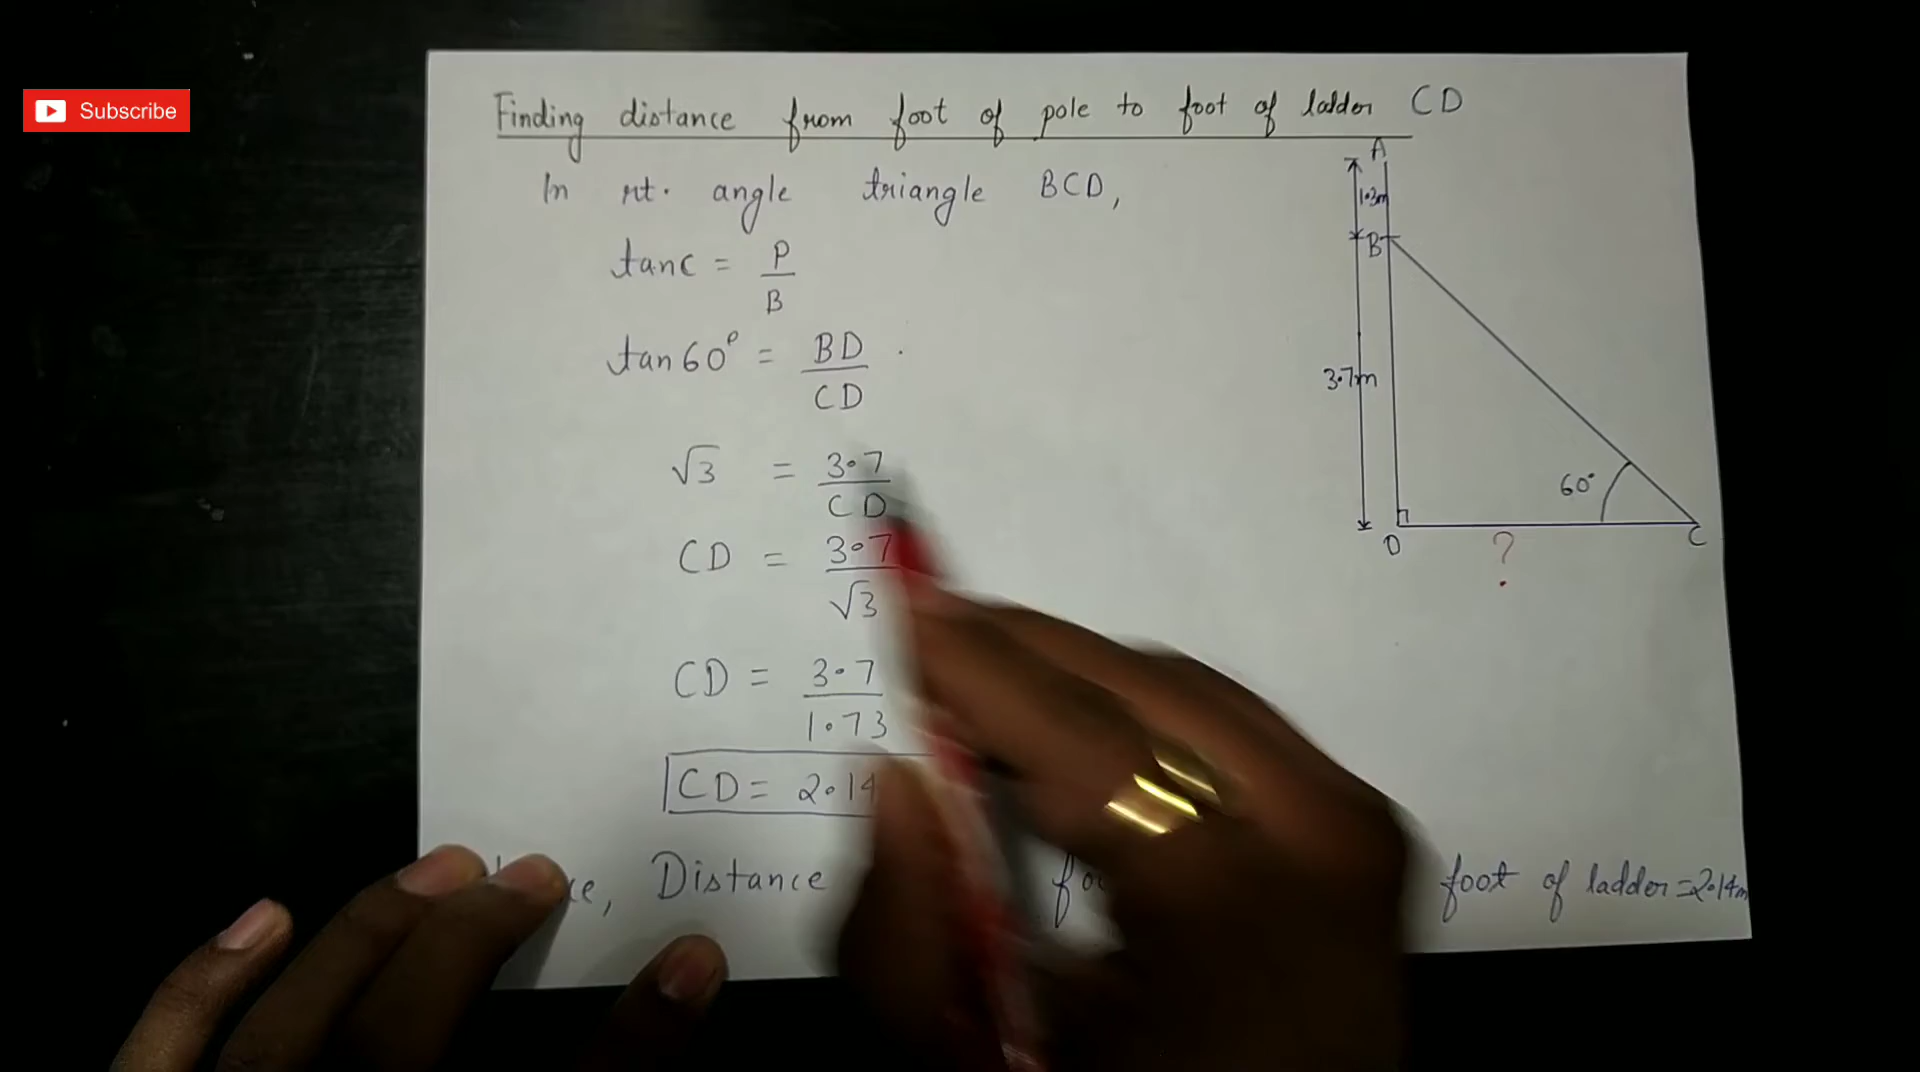 Subscribe
Finding distance from foot of pole to foot of ladder CD
In rt. angle triangle BCD,
tanc = P
B
tan60° = BD
CD
√3 = 3.7
CD
CD = 3.7
√3
CD = 3.7
1.73
CD = 2.14
Distance
foot of ladder = 2.14m
A
1.3m
B
3.7m
60°
D
?
C